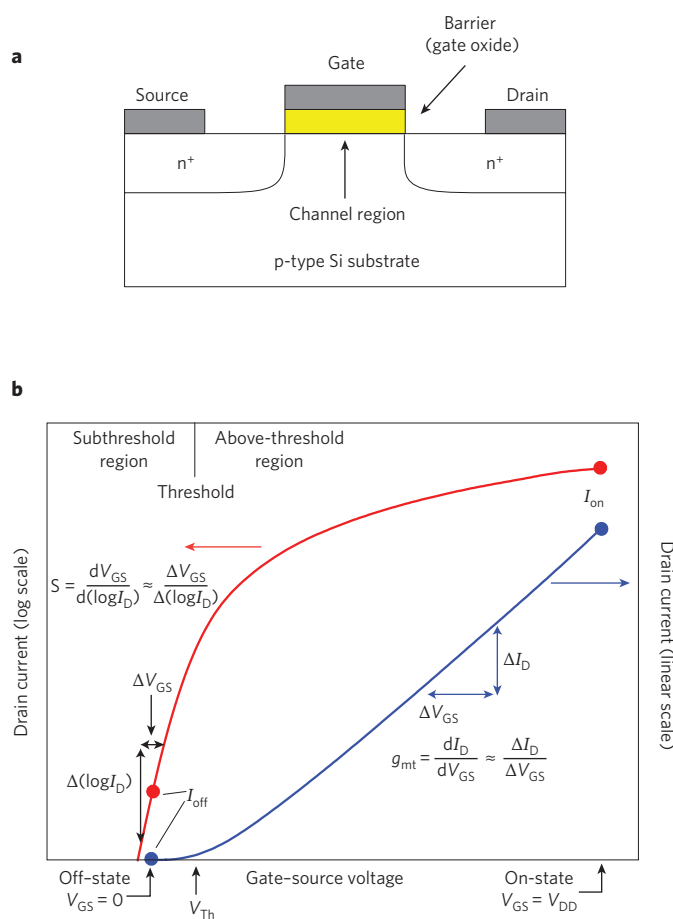 a
Barrier
(gate oxide)
Gate
Source
Drain
n+
n+
Channel region
p-type Si substrate
b
Subthreshold
region
Above-threshold
region
Threshold
Ion
S = dVGS/d(logID) ≈ ΔVGS/Δ(logID)
Drain current (log scale)
Drain current (linear scale)
ΔID
ΔVGS
ΔVGS
gmt = dID/dVGS ≈ ΔID/ΔVGS
Δ(logID)
Ioff
Off-state
VGS = 0
VTh
Gate–source voltage
On-state
VGS = VDD